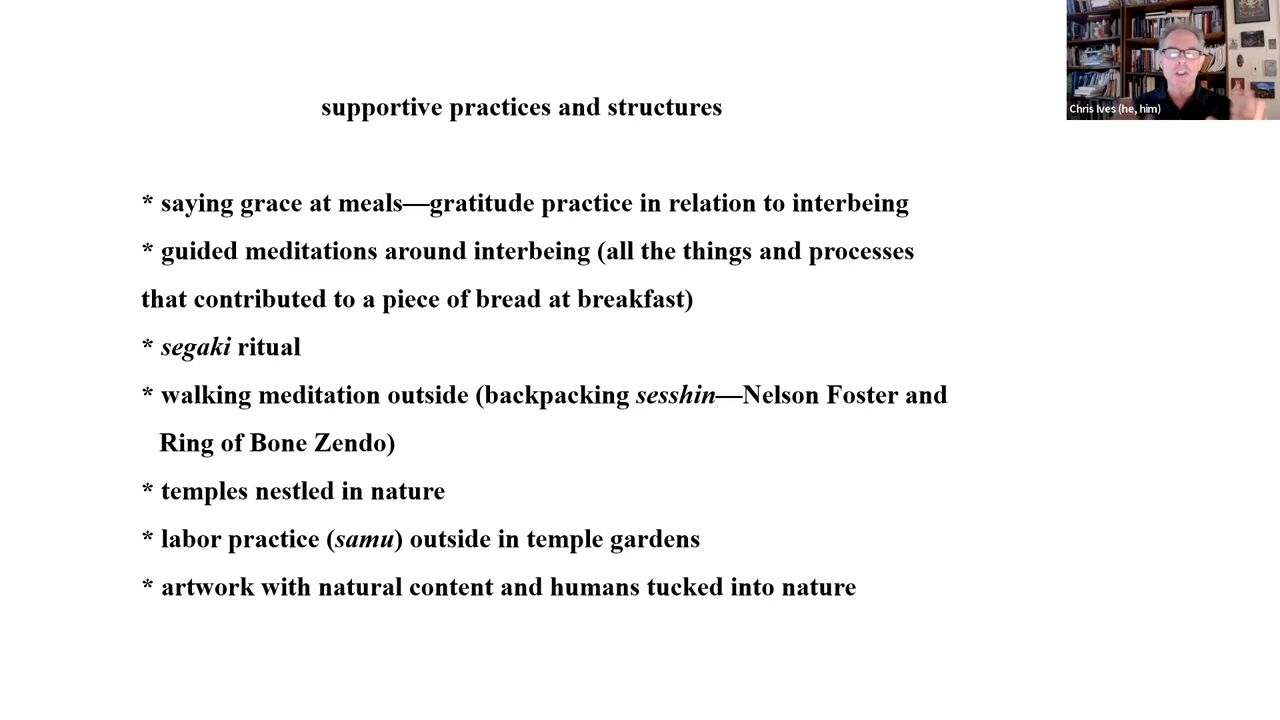 Chris Ives (he, him)
supportive practices and structures
* saying grace at meals—gratitude practice in relation to interbeing
* guided meditations around interbeing (all the things and processes
that contributed to a piece of bread at breakfast)
* segaki ritual
* walking meditation outside (backpacking sesshin—Nelson Foster and
Ring of Bone Zendo)
* temples nestled in nature
* labor practice (samu) outside in temple gardens
* artwork with natural content and humans tucked into nature